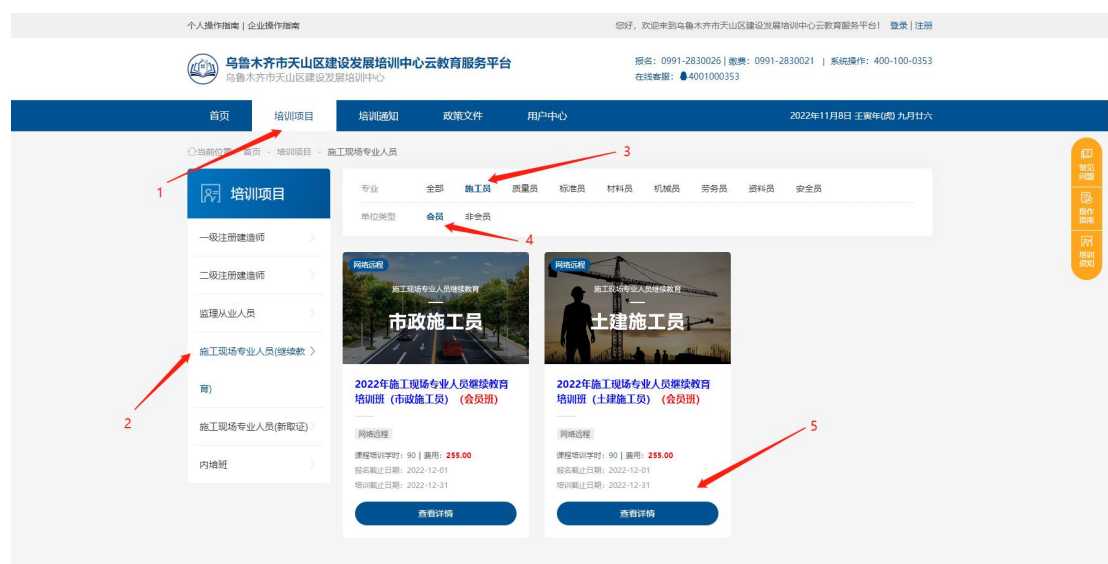 个人操作指南 | 企业操作指南
您好，欢迎来到乌鲁木齐市天山区建设发展培训中心云教育服务平台！ 登录 | 注册
乌鲁木齐市天山区建设发展培训中心云教育服务平台
乌鲁木齐市天山区建设发展培训中心
报名：0991-2830026 | 缴费：0991-2830021 | 系统操作：400-100-0353
在线客服：4001000353
首页 培训项目 培训通知 政策文件 用户中心 2022年11月8日 壬寅年(虎) 九月廿六
当前位置：首页 - 培训项目 - 施工现场专业人员
3
1
培训项目
专业 全部 施工员 质量员 标准员 材料员 机械员 劳务员 资料员 安全员
单位类型 会员 非会员
4
常见
问题
操作
指南
培训
须知
一级注册建造师
二级注册建造师
监理从业人员
施工现场专业人员(继续教
育)
2
施工现场专业人员(新取证)
内培班
网络远程
施工现场专业人员继续教育
市政施工员
2022年施工现场专业人员继续教育
培训班（市政施工员）（会员班）
网络远程
课程培训学时：90 | 费用：255.00
报名截止日期：2022-12-01
培训截止日期：2022-12-31
查看详情
网络远程
施工现场专业人员继续教育
土建施工员
2022年施工现场专业人员继续教育
培训班（土建施工员）（会员班）
网络远程
课程培训学时：90 | 费用：255.00
报名截止日期：2022-12-01
培训截止日期：2022-12-31
查看详情
5